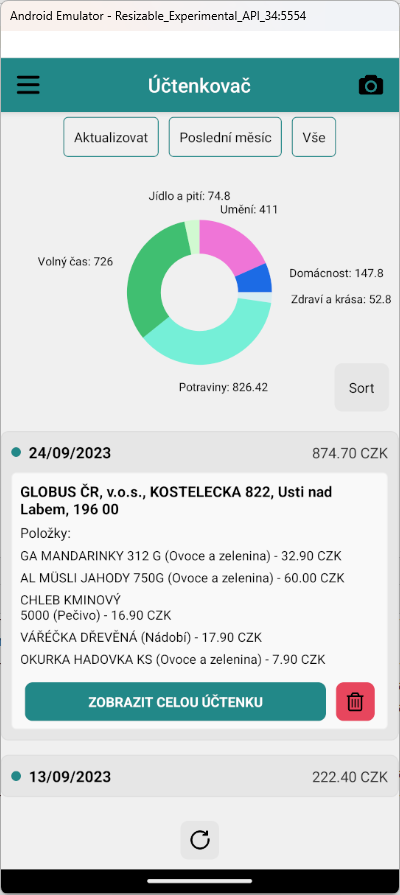 Android Emulator - Resizable_Experimental_API_34:5554
Účtenkovač
Aktualizovat
Poslední měsíc
Vše
Jídlo a pití: 74.8
Umění: 411
Volný čas: 726
Domácnost: 147.8
Zdraví a krása: 52.8
Potraviny: 826.42
Sort
24/09/2023
874.70 CZK
GLOBUS ČR, v.o.s., KOSTELECKA 822, Usti nad
Labem, 196 00
Položky:
GA MANDARINKY 312 G (Ovoce a zelenina) - 32.90 CZK
AL MÜSLI JAHODY 750G (Ovoce a zelenina) - 60.00 CZK
CHLEB KMINOVÝ
5000 (Pečivo) - 16.90 CZK
VÁŘEČKA DŘEVĚNÁ (Nádobí) - 17.90 CZK
OKURKA HADOVKA KS (Ovoce a zelenina) - 7.90 CZK
ZOBRAZIT CELOU ÚČTENKU
13/09/2023
222.40 CZK